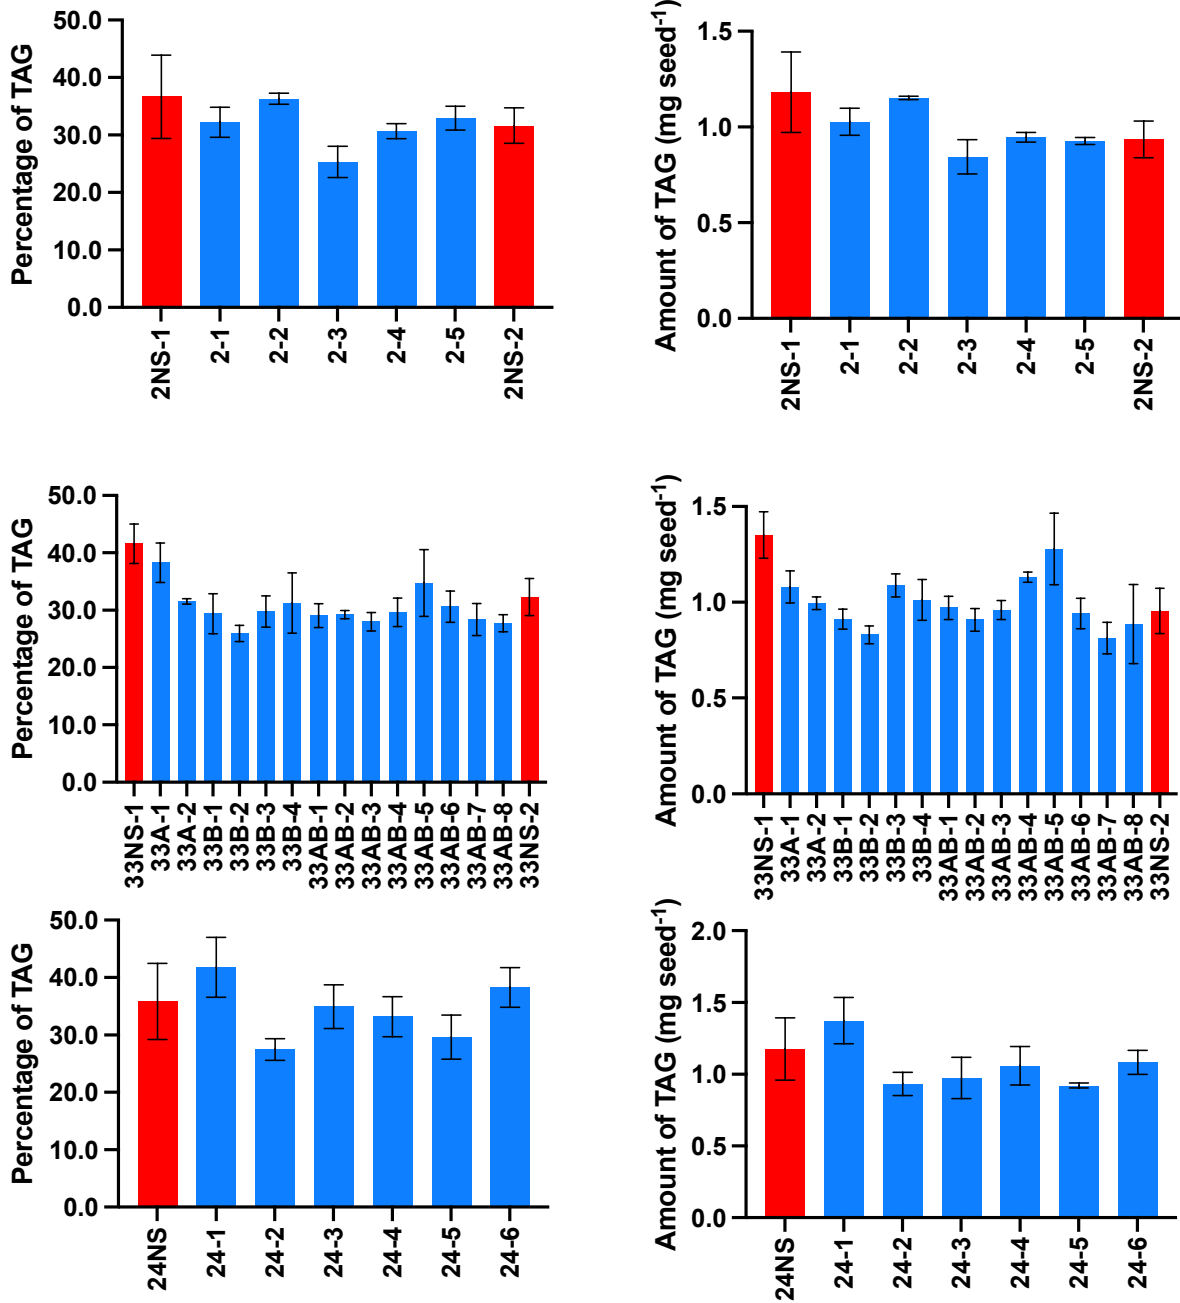 Percentage of TAG
50.0
40.0
30.0
20.0
10.0
0.0
2NS-1
2-1
2-2
2-3
2-4
2-5
2NS-2
Amount of TAG (mg seed⁻¹)
1.5
1.0
0.5
0.0
2NS-1
2-1
2-2
2-3
2-4
2-5
2NS-2
Percentage of TAG
50.0
40.0
30.0
20.0
10.0
0.0
33NS-1
33A-1
33A-2
33B-1
33B-2
33B-3
33B-4
33AB-1
33AB-2
33AB-3
33AB-4
33AB-5
33AB-6
33AB-7
33AB-8
33NS-2
Amount of TAG (mg seed⁻¹)
1.5
1.0
0.5
0.0
33NS-1
33A-1
33A-2
33B-1
33B-2
33B-3
33B-4
33AB-1
33AB-2
33AB-3
33AB-4
33AB-5
33AB-6
33AB-7
33AB-8
33NS-2
Percentage of TAG
50.0
40.0
30.0
20.0
10.0
0.0
24NS
24-1
24-2
24-3
24-4
24-5
24-6
Amount of TAG (mg seed⁻¹)
2.0
1.5
1.0
0.5
0.0
24NS
24-1
24-2
24-3
24-4
24-5
24-6